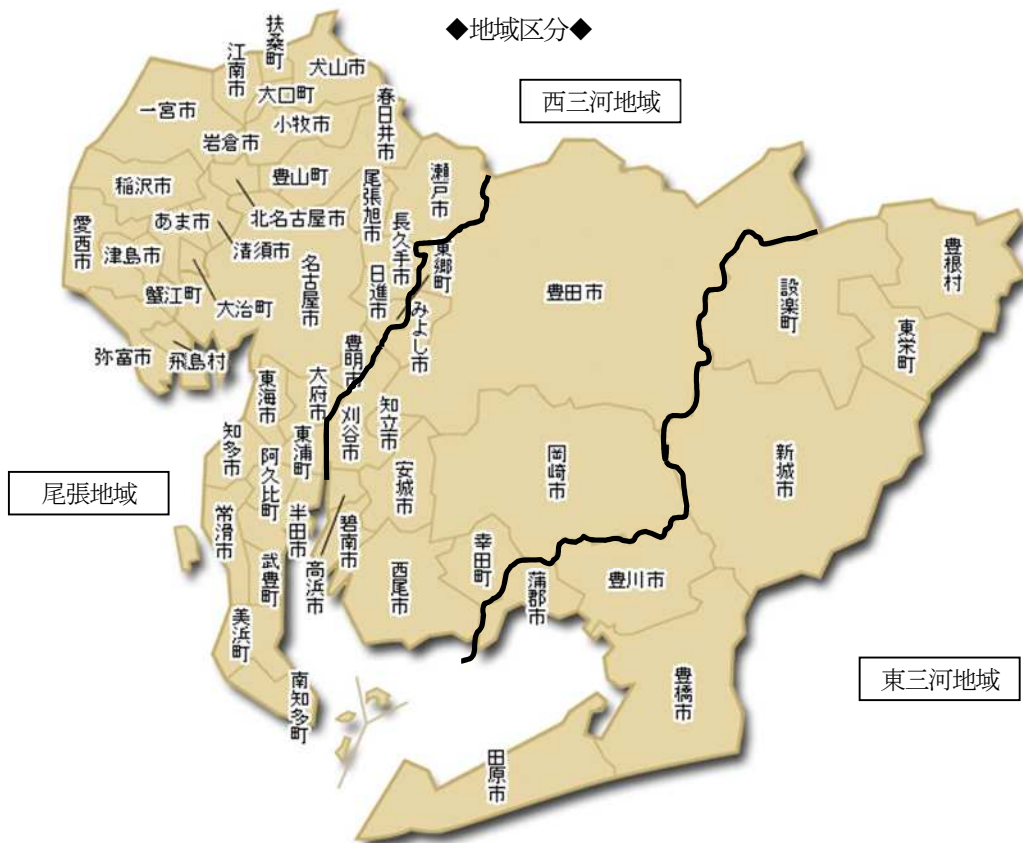 ◆地域区分◆
西三河地域
扶桑町
江南市
犬山市
大口町
春日井市
一宮市
小牧市
岩倉市
瀬戸市
豊山町
尾張旭市
稲沢市
北名古屋市
あま市
長久手市
愛西市
清須市
東郷町
津島市
名古屋市
日進市
豊田市
設楽町
豊根村
蟹江町
大治町
みよし市
東栄町
弥富市
飛島村
豊明市
東海市
大府市
知立市
刈谷市
知多市
東浦町
阿久比町
岡崎市
新城市
安城市
尾張地域
常滑市
半田市
碧南市
武豊町
高浜市
西尾市
幸田町
蒲郡市
豊川市
美浜町
南知多町
豊橋市
東三河地域
田原市